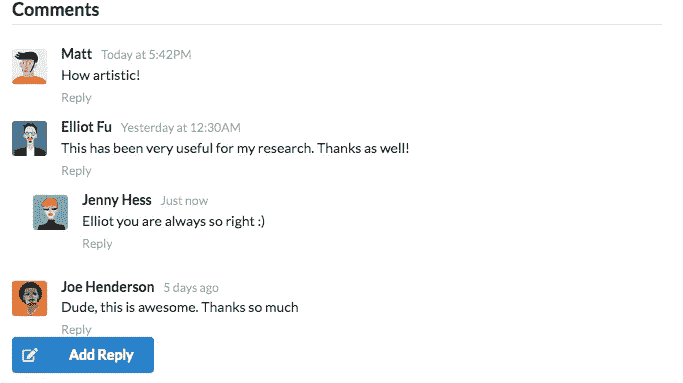 Comments
Matt Today at 5:42PM
How artistic!
Reply
Elliot Fu Yesterday at 12:30AM
This has been very useful for my research. Thanks as well!
Reply
Jenny Hess Just now
Elliot you are always so right :)
Reply
Joe Henderson 5 days ago
Dude, this is awesome. Thanks so much
Reply
Add Reply